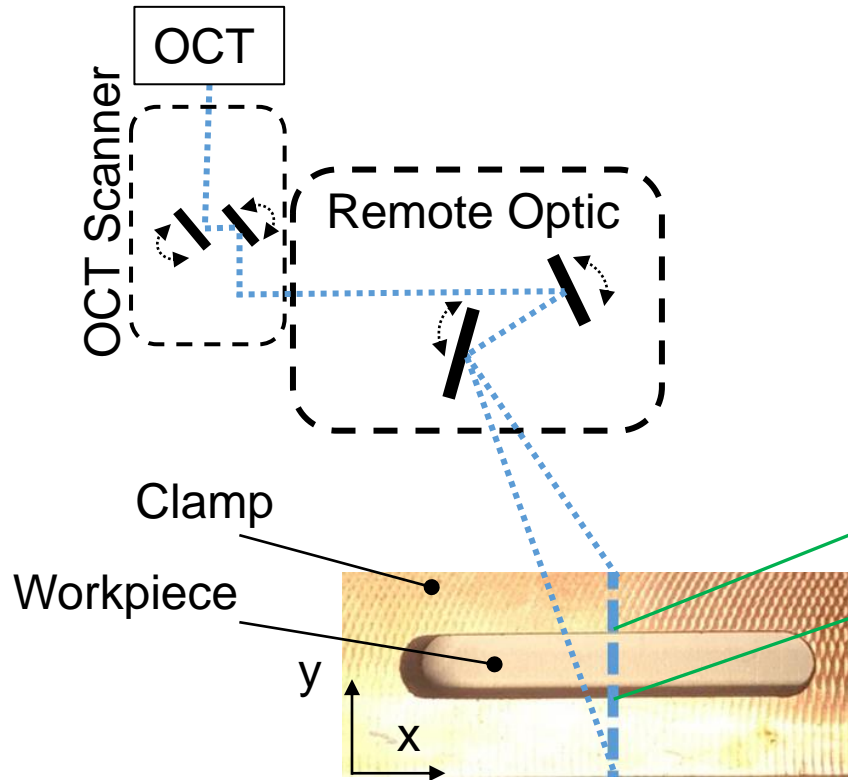 OCT
OCT Scanner
Remote Optic
Clamp
Workpiece
y
x